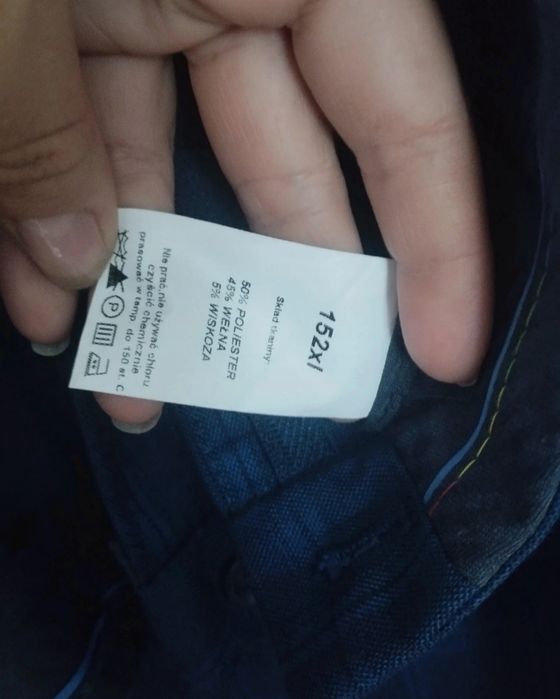 152xl
Skład tkaniny:
50% POLIESTER
45% WEŁNA
5% WISKOZA
Nie prać,nie używać chloru
czyścić chemicznie
prasować w temp. do 150 st. C
P